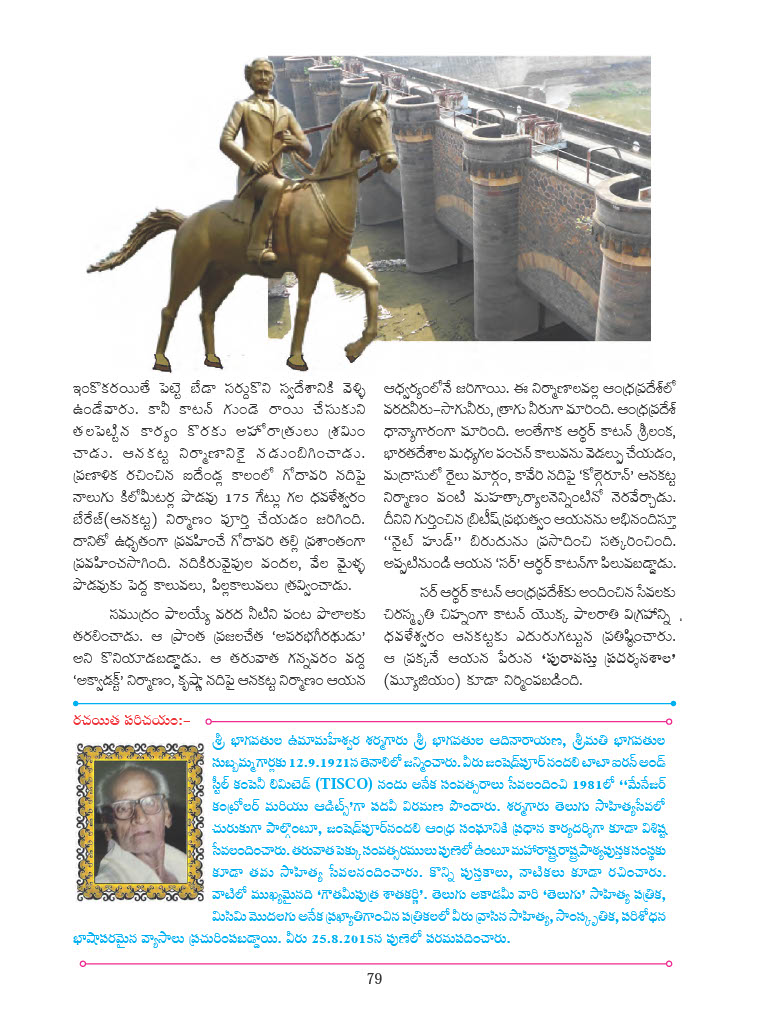 ఇంకొకరయితే పెట్టె బేడా సర్దుకొని స్వదేశానికి వెళ్ళి
ఉండేవారు. కానీ కాటన్ గుండె రాయి చేసుకుని
తలపెట్టిన కార్యం కొరకు అహోరాత్రులు శ్రమించ
చాడు. ఆనకట్ట నిర్మాణానికై నడుంబిగించాడు.
ప్రణాళిక రచించిన ఐదేండ్ల కాలంలో గోదావరి నదిపై
నాలుగు కిలోమీటర్ల పొడవు 175 గేట్లు గల ధవళేశ్వరం
బేరేజ్(ఆనకట్ట) నిర్మాణం పూర్తి చేయడం జరిగింది.
దానితో ఉధృతంగా ప్రవహించే గోదావరి తల్లి ప్రశాంతంగా
ప్రవహించసాగింది. నదికిరువైపుల వందల, వేల మైళ్ళ
పొడవుకు పెద్ద కాలువలు, పిల్లకాలువలు త్రవ్వించాడు.
సముద్రం పాలయ్యే వరద నీటిని పంట పొలాలకు
తరలించాడు. ఆ ప్రాంత ప్రజలచేత ‘అపరభగీరథుడు’
అని కొనియాడబడ్డాడు. ఆ తరువాత గన్నవరం వద్ద
‘అక్వాడక్ట్’ నిర్మాణం, కృష్ణా నదిపై ఆనకట్ట నిర్మాణం ఆయన
ఆధ్వర్యంలోనే జరిగాయి. ఈ నిర్మాణాలవల్ల ఆంధ్రప్రదేశ్‌లో
వరదనీరు–సాగునీరు, త్రాగు నీరుగా మారింది. ఆంధ్రప్రదేశ్
ధాన్యాగారంగా మారింది. అంతేగాక ఆర్థర్ కాటన్ శ్రీలంక,
భారతదేశాల మధ్యగల పంచన్ కాలువను వెడల్పు చేయడం,
మద్రాసులో రైలు మార్గం, కావేరి నదిపై ‘కోల్లెరూన్’ ఆనకట్ట
నిర్మాణం వంటి మహత్కార్యాలనెన్నింటినో నెరవేర్చాడు.
దీనిని గుర్తించిన బ్రిటీష్ ప్రభుత్వం ఆయనను అభినందిస్తూ
‘‘నైట్ హుడ్’’ బిరుదును ప్రసాదించి సత్కరించింది.
అప్పటినుండి ఆయన ‘సర్’ ఆర్థర్ కాటన్‌గా పిలువబడ్డాడు.
సర్ ఆర్థర్ కాటన్ ఆంధ్రప్రదేశ్‌కు అందించిన సేవలకు
చిరస్మృతి చిహ్నంగా కాటన్ యొక్క పాలరాతి విగ్రహాన్ని
ధవళేశ్వరం ఆనకట్టకు ఎదురుగట్టున ప్రతిష్ఠించారు.
ఆ ప్రక్కనే ఆయన పేరున ‘పురావస్తు ప్రదర్శనశాల’
(మ్యూజియం) కూడా నిర్మింపబడింది.
రచయిత పరిచయం:–
శ్రీ భాగవతుల ఉమామహేశ్వర శర్మగారు శ్రీ భాగవతుల ఆదినారాయణ, శ్రీమతి భాగవతుల
సుబ్బమ్మ గార్లకు 12.9.1921న తెనాలిలో జన్మించారు. వీరు జంషెడ్‌పూర్ నందలి టాటా ఐరన్ అండ్
స్టీల్ కంపెనీ లిమిటెడ్ (TISCO) నందు అనేక సంవత్సరాలు సేవలందించి 1981లో ‘‘మేనేజర్
కంట్రోలర్ మరియు ఆడిట్స్’’గా పదవీ విరమణ పొందారు. శర్మగారు తెలుగు సాహిత్యసేవలో
చురుకుగా పాల్గొంటూ, జంషెడ్‌పూర్‌నందలి ఆంధ్ర సంఘానికి ప్రధాన కార్యదర్శిగా కూడా విశిష్ట
సేవలందించారు. తరువాత పెక్కు సంవత్సరములు పుణెలో ఉంటూ మహారాష్ట్ర రాష్ట్ర పాఠ్యపుస్తక సంస్థకు
కూడా తమ సాహిత్య సేవలనందించారు. కొన్ని పుస్తకాలు, నాటికలు కూడా రచించారు.
వాటిలో ముఖ్యమైనది ‘గౌతమీపుత్ర శాతకర్ణి’. తెలుగు అకాడమీ వారి ‘తెలుగు’ సాహిత్య పత్రిక,
మిసిమి మొదలగు అనేక ప్రఖ్యాతిగాంచిన పత్రికలలో వీరు వ్రాసిన సాహిత్య, సాంస్కృతిక, పరిశోధన
భాషాపరమైన వ్యాసాలు ప్రచురింపబడ్డాయి. వీరు 25.8.2015న పుణెలో పరమపదించారు.
79